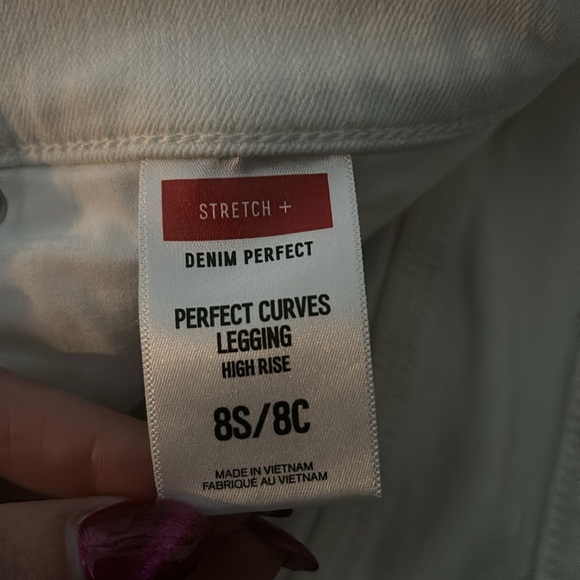 STRETCH +
DENIM PERFECT
PERFECT CURVES
LEGGING
HIGH RISE
8S/8C
MADE IN VIETNAM
FABRIQUÉ AU VIETNAM